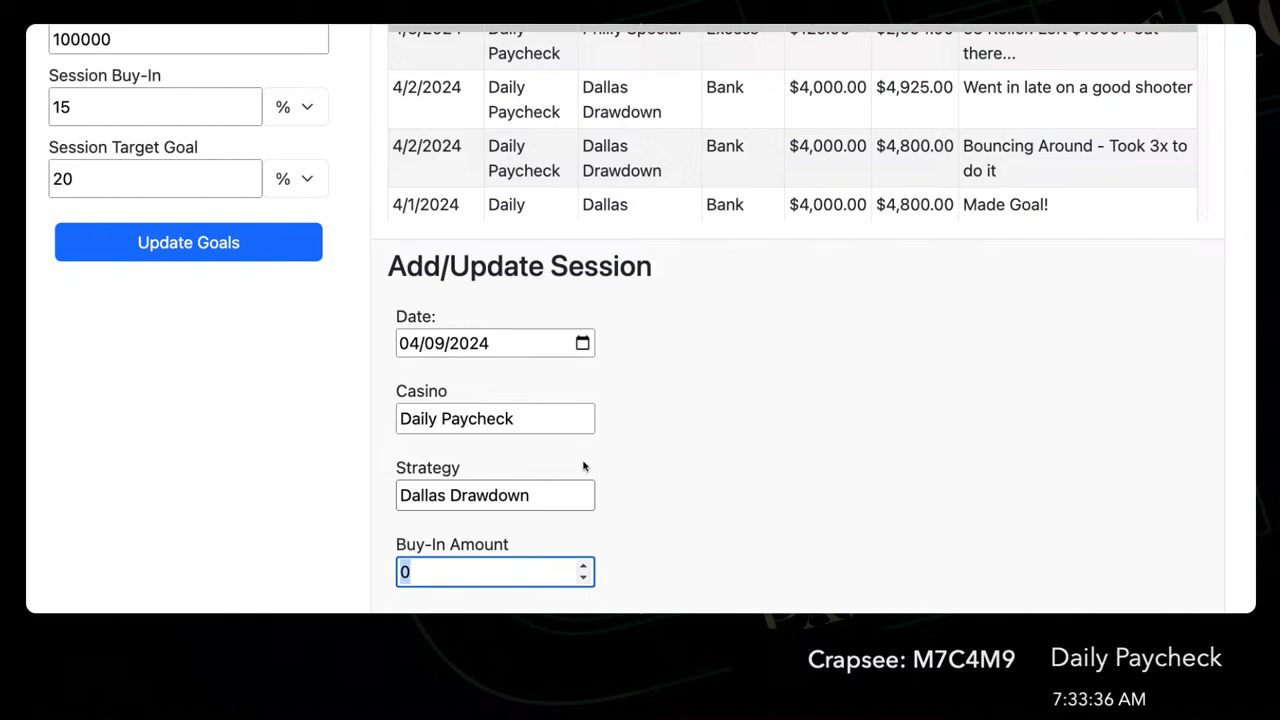 100000
Session Buy-In
15 %
Session Target Goal
20 %
Update Goals
Daily Philly Special Excess
Paycheck there...
4/2/2024 Daily Dallas Bank $4,000.00 $4,925.00 Went in late on a good shooter
Paycheck Drawdown
4/2/2024 Daily Dallas Bank $4,000.00 $4,800.00 Bouncing Around - Took 3x to
Paycheck Drawdown do it
4/1/2024 Daily Dallas Bank $4,000.00 $4,800.00 Made Goal!
Add/Update Session
Date:
04/09/2024
Casino
Daily Paycheck
Strategy
Dallas Drawdown
Buy-In Amount
0
Crapsee: M7C4M9 Daily Paycheck
7:33:36 AM